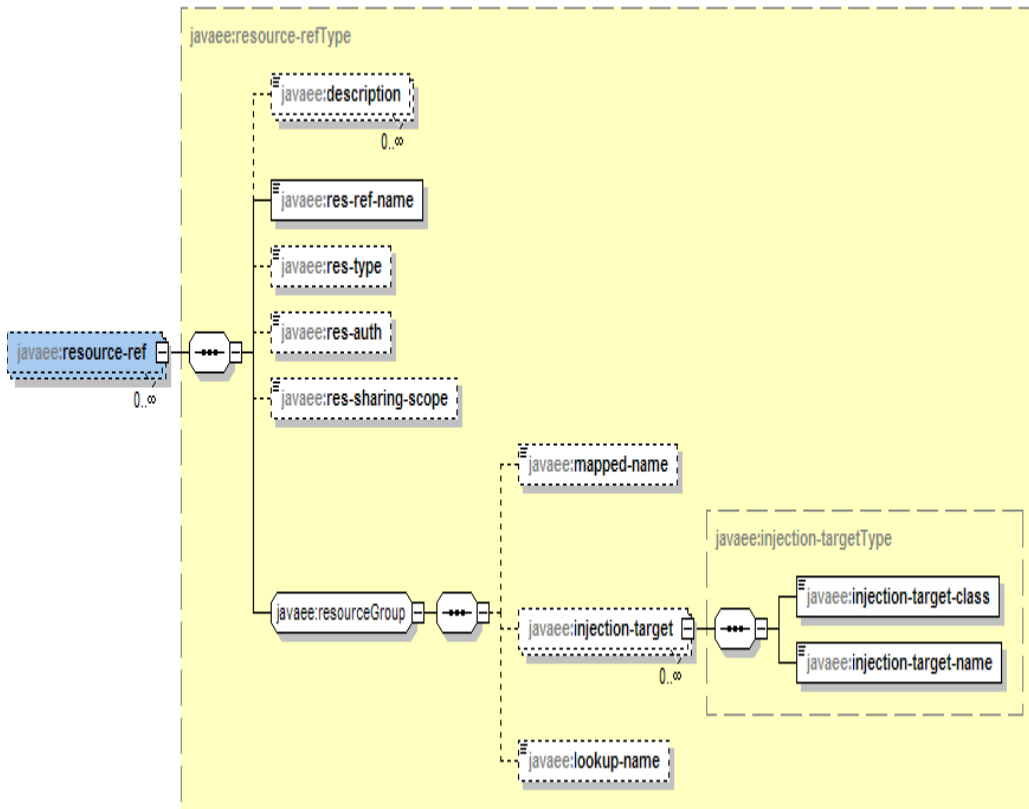 javaee:resource-refType
javaee:description
0..∞
javaee:res-ref-name
javaee:res-type
javaee:res-auth
javaee:resource-ref
0..∞
javaee:res-sharing-scope
javaee:mapped-name
javaee:injection-targetType
javaee:injection-target-class
javaee:resourceGroup
javaee:injection-target
0..∞
javaee:injection-target-name
javaee:lookup-name